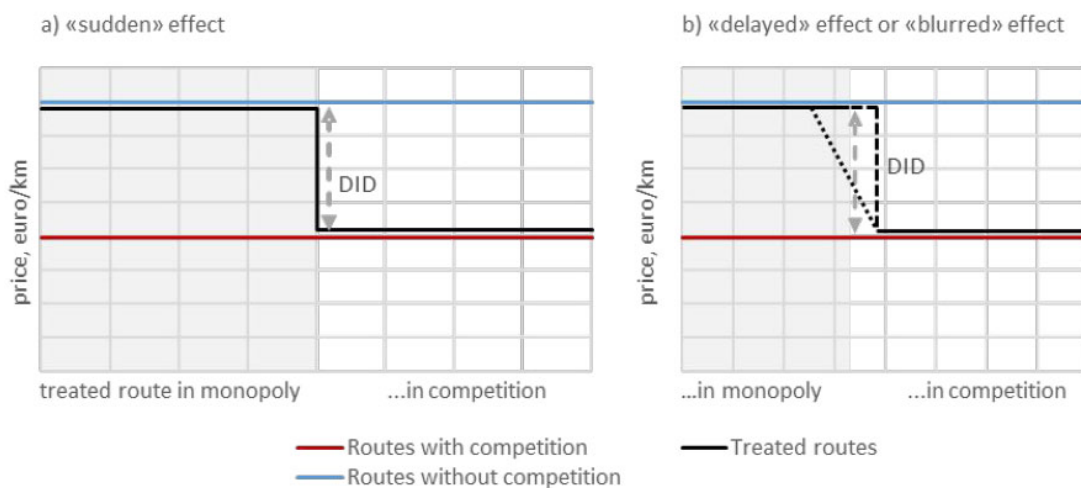 a) «sudden» effect
b) «delayed» effect or «blurred» effect
price, euro/km
DID
price, euro/km
DID
treated route in monopoly
...in competition
...in monopoly
...in competition
Routes with competition
Treated routes
Routes without competition